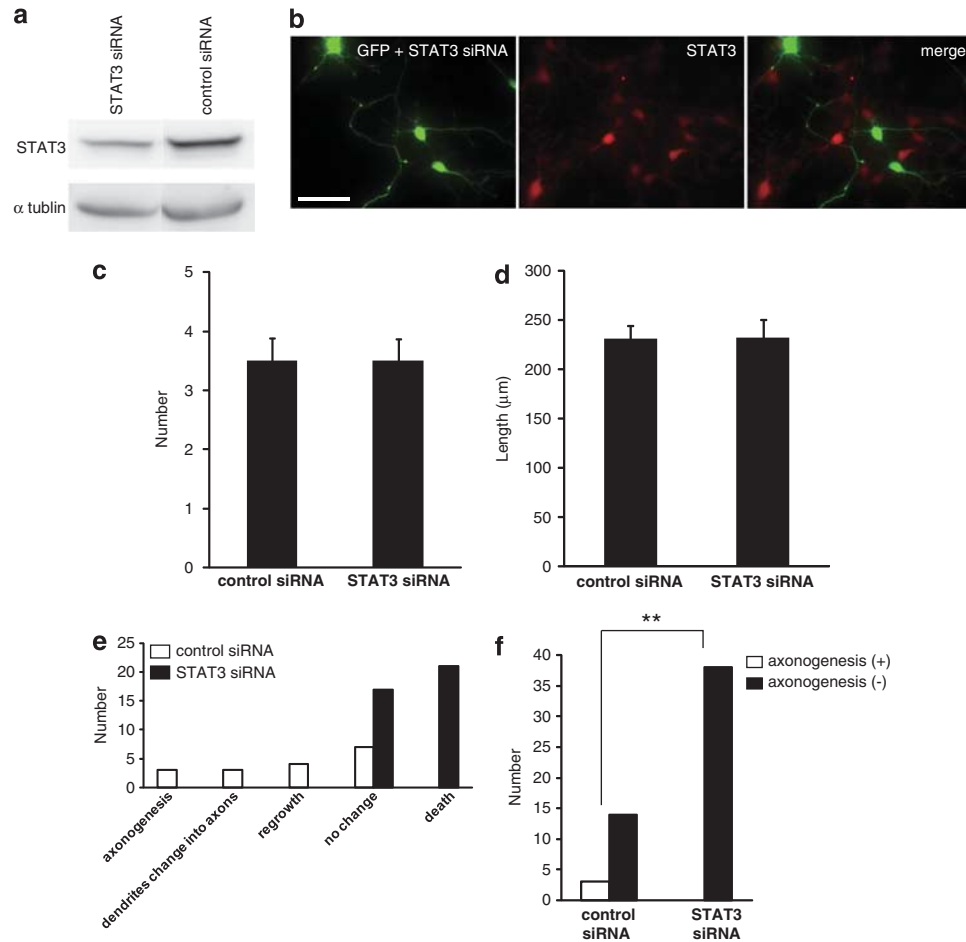 a
STAT3 siRNA
control siRNA
STAT3
α tublin
b
GFP + STAT3 siRNA
STAT3
merge
c
5
4
3
2
1
0
Number
control siRNA
STAT3 siRNA
d
300
250
200
150
100
50
0
Length (μm)
control siRNA
STAT3 siRNA
e
25
20
15
10
5
0
Number
control siRNA
STAT3 siRNA
axonogenesis
dendrites change into axons
regrowth
no change
death
f
**
40
35
30
25
20
15
10
5
0
Number
axonogenesis (+)
axonogenesis (-)
control
siRNA
STAT3
siRNA